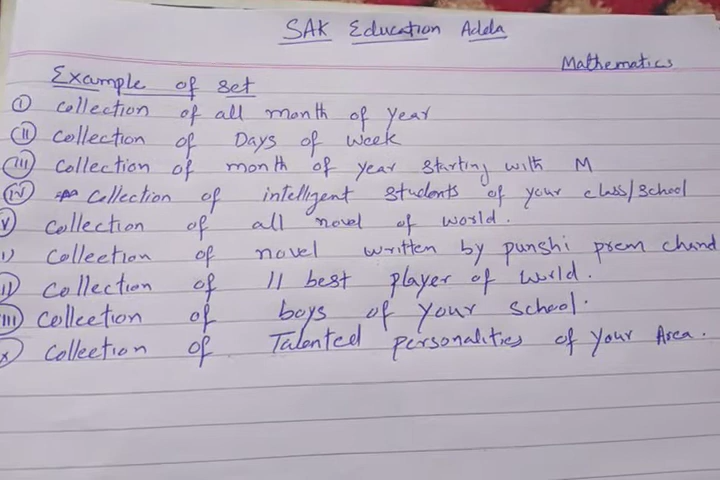 SAK Education Adda
Mathematics
Example of set
I collection of all month of year
II collection of Days of week
III collection of month of year starting with M
IV collection of intelligent students of your class/school
V collection of all novel of world.
I) collection of novel written by punshi prem chand
II) collection of 11 best player of world.
III collection of boys of your school.
X) collection of Talented personalities of your Area.